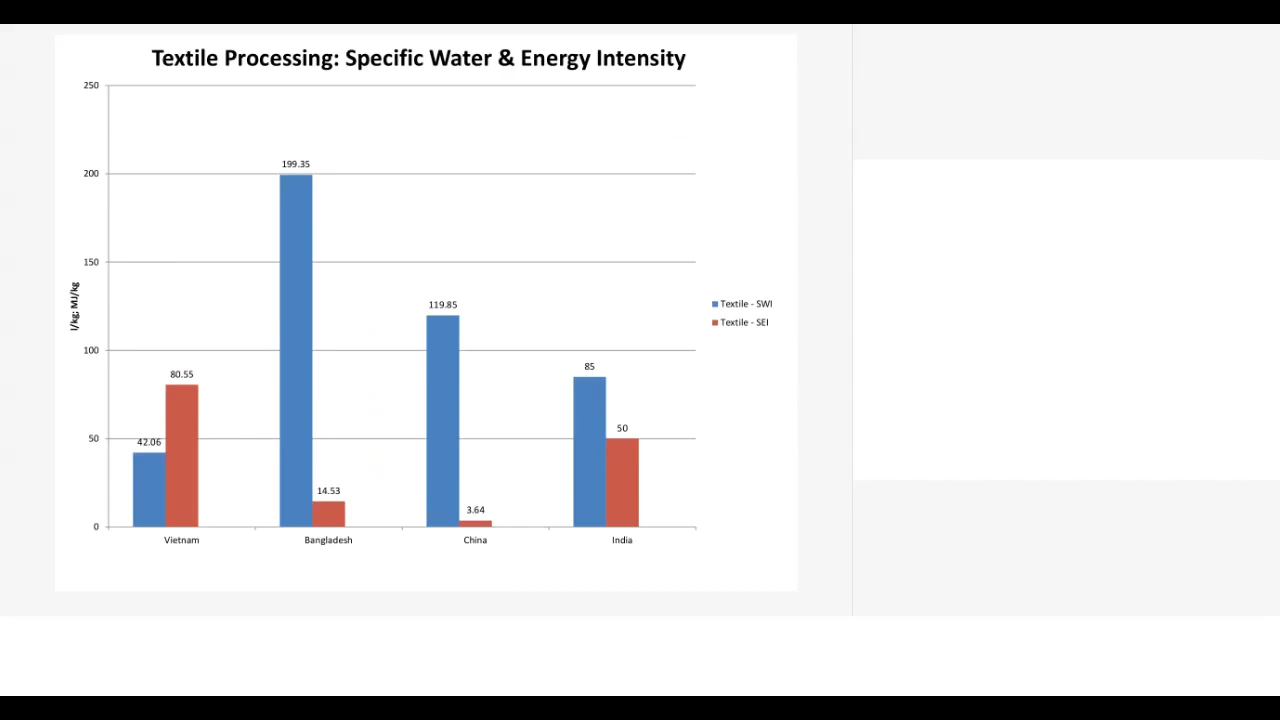 Textile Processing: Specific Water & Energy Intensity
250
200
150
100
50
0
l/kg; MJ/kg
42.06
80.55
199.35
14.53
119.85
3.64
85
50
Vietnam
Bangladesh
China
India
Textile - SWI
Textile - SEI